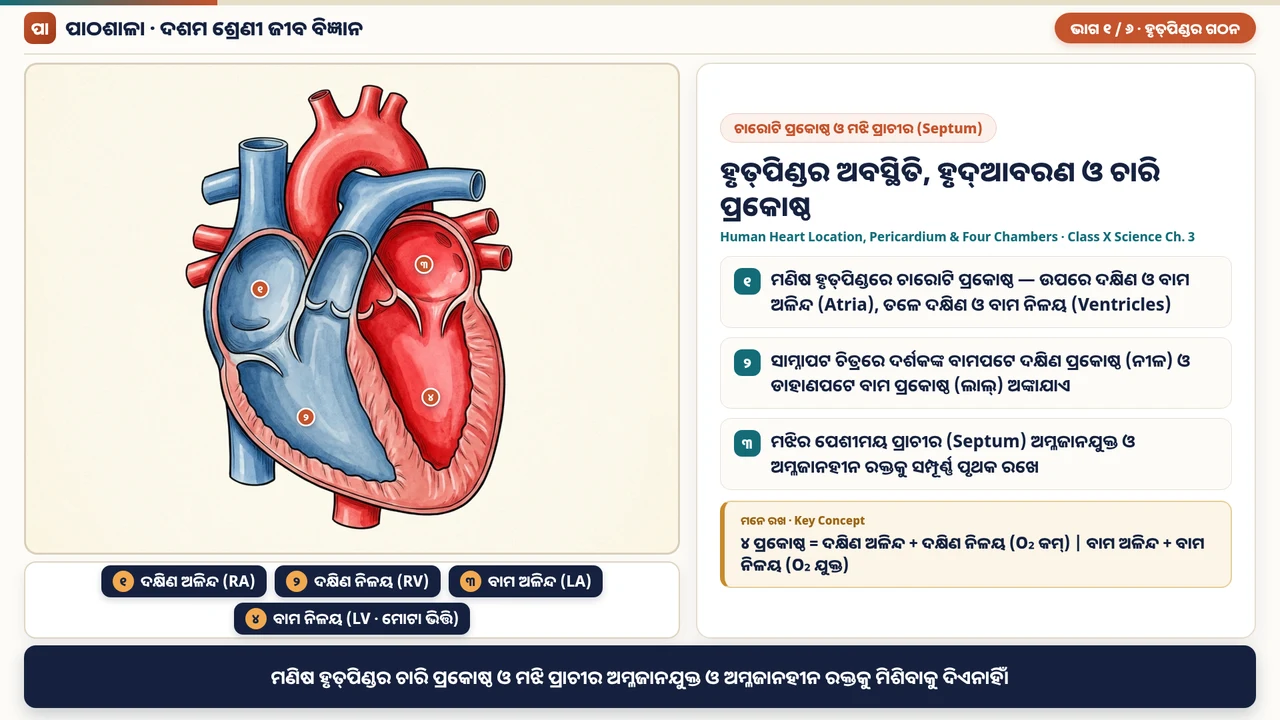 ପା ପାଠଶାଳା · ଦଶମ ଶ୍ରେଣୀ ଜୀବ ବିଜ୍ଞାନ
ଭାଗ ୧ / ୬ · ହୃତ୍‌ପିଣ୍ଡର ଗଠନ
୧
୨
୩
୪
୧ ଦକ୍ଷିଣ ଅଳିନ୍ଦ (RA)
୨ ଦକ୍ଷିଣ ନିଳୟ (RV)
୩ ବାମ ଅଳିନ୍ଦ (LA)
୪ ବାମ ନିଳୟ (LV · ମୋଟା ଭିତ୍ତି)
ଚାରୋଟି ପ୍ରକୋଷ୍ଠ ଓ ମଝି ପ୍ରାଚୀର (Septum)
ହୃତ୍‌ପିଣ୍ଡର ଅବସ୍ଥିତି, ହୃଦ୍‌ଆବରଣ ଓ ଚାରି
ପ୍ରକୋଷ୍ଠ
Human Heart Location, Pericardium & Four Chambers · Class X Science Ch. 3
୧ ମଣିଷ ହୃତ୍‌ପିଣ୍ଡରେ ଚାରୋଟି ପ୍ରକୋଷ୍ଠ — ଉପରେ ଦକ୍ଷିଣ ଓ ବାମ
ଅଳିନ୍ଦ (Atria), ତଳେ ଦକ୍ଷିଣ ଓ ବାମ ନିଳୟ (Ventricles)
୨ ସାମ୍ନାପଟ ଚିତ୍ରରେ ଦର୍ଶକଙ୍କ ବାମପଟେ ଦକ୍ଷିଣ ପ୍ରକୋଷ୍ଠ (ନୀଳ) ଓ
ଡାହାଣପଟେ ବାମ ପ୍ରକୋଷ୍ଠ (ଲାଲ୍) ଅଙ୍କାଯାଏ
୩ ମଝିର ପେଶୀମୟ ପ୍ରାଚୀର (Septum) ଅମ୍ଳଜାନଯୁକ୍ତ ଓ
ଅମ୍ଳଜାନହୀନ ରକ୍ତକୁ ସମ୍ପୂର୍ଣ୍ଣ ପୃଥକ ରଖେ
ମନେ ରଖ · Key Concept
୪ ପ୍ରକୋଷ୍ଠ = ଦକ୍ଷିଣ ଅଳିନ୍ଦ + ଦକ୍ଷିଣ ନିଳୟ (O₂ କମ୍) | ବାମ ଅଳିନ୍ଦ + ବାମ
ନିଳୟ (O₂ ଯୁକ୍ତ)
ମଣିଷ ହୃତ୍‌ପିଣ୍ଡର ଚାରି ପ୍ରକୋଷ୍ଠ ଓ ମଝି ପ୍ରାଚୀର ଅମ୍ଳଜାନଯୁକ୍ତ ଓ ଅମ୍ଳଜାନହୀନ ରକ୍ତକୁ ମିଶିବାକୁ ଦିଏନାହିଁ।